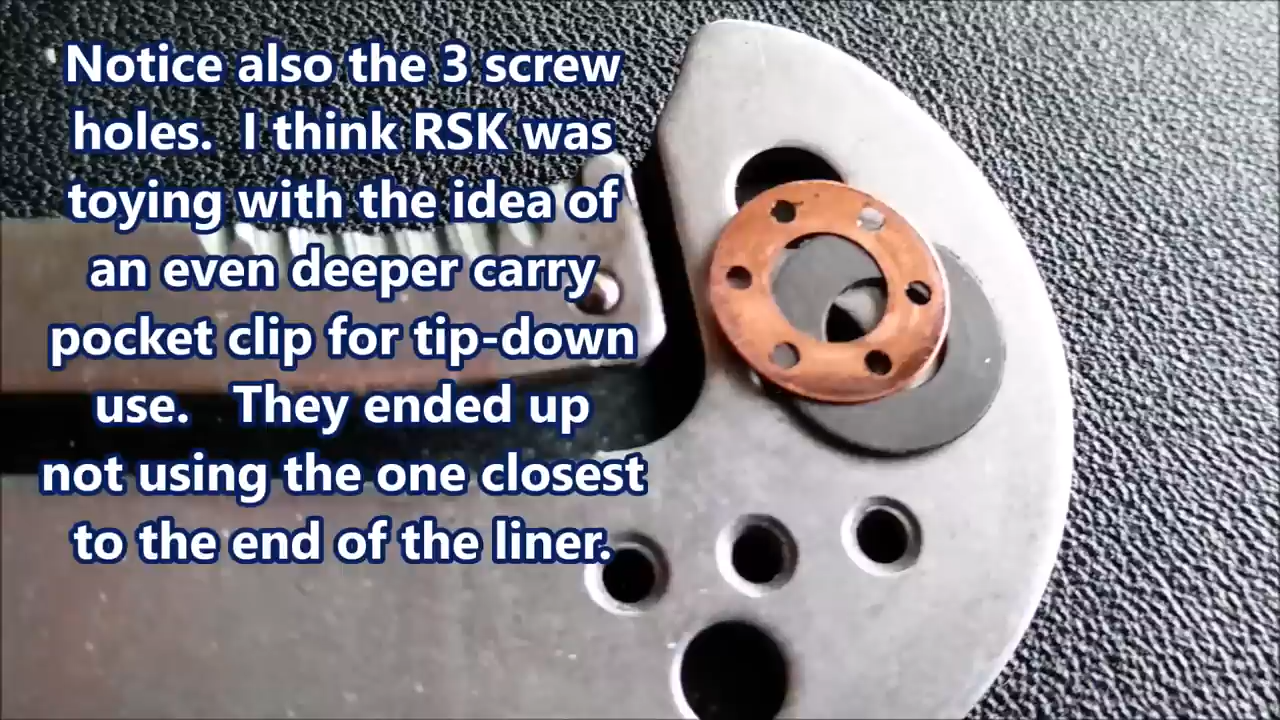 Notice also the 3 screw
holes.  I think RSK was
toying with the idea of
an even deeper carry
pocket clip for tip-down
use.   They ended up
not using the one closest
to the end of the liner.